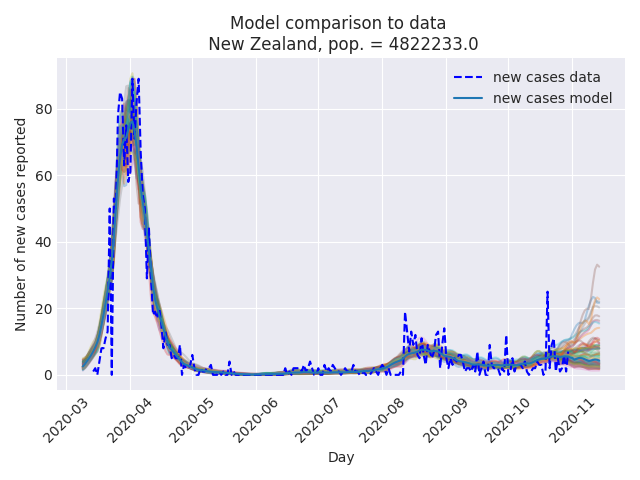 Model comparison to data
New Zealand, pop. = 4822233.0
new cases data
new cases model
Number of new cases reported
80
60
40
20
0
2020-03
2020-04
2020-05
2020-06
2020-07
2020-08
2020-09
2020-10
2020-11
Day